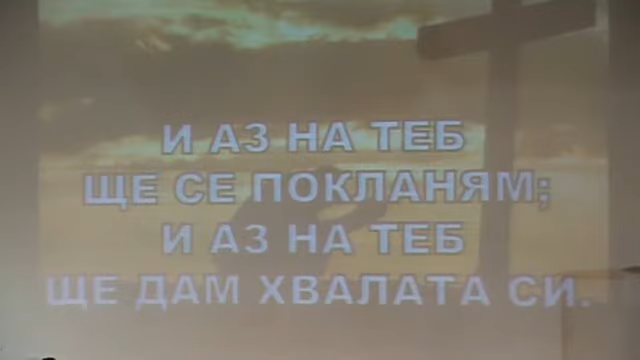 И АЗ НА ТЕБ
ЩЕ СЕ ПОКЛАНЯМ;
И АЗ НА ТЕБ
ЩЕ ДАМ ХВАЛАТА СИ.